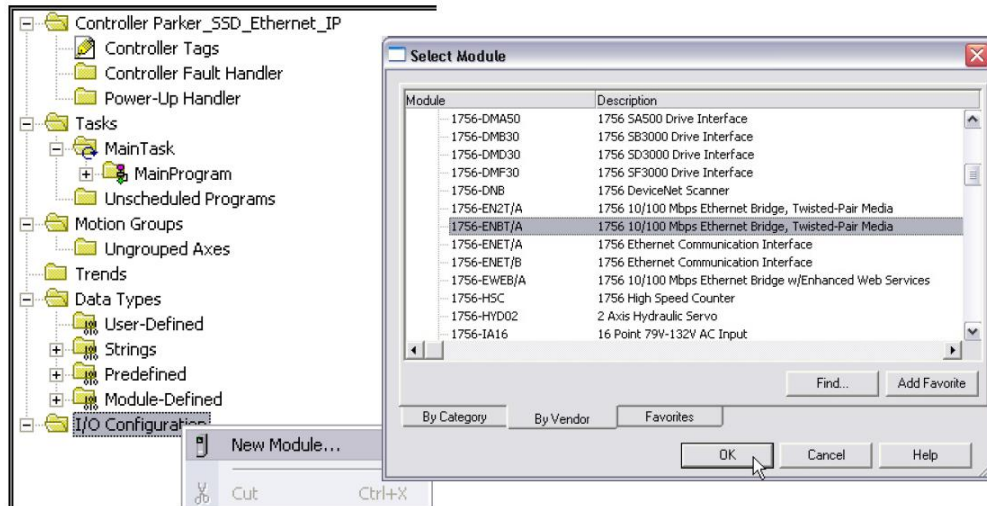 Controller Parker_SSD_Ethernet_IP
Controller Tags
Controller Fault Handler
Power-Up Handler
Tasks
MainTask
MainProgram
Unscheduled Programs
Motion Groups
Ungrouped Axes
Trends
Data Types
User-Defined
Strings
Predefined
Module-Defined
I/O Configuration
New Module...
Cut Ctrl+X
Select Module
Module Description
1756-DMA50 1756 SA500 Drive Interface
1756-DMB30 1756 SB3000 Drive Interface
1756-DMD30 1756 SD3000 Drive Interface
1756-DMF30 1756 SF3000 Drive Interface
1756-DNB 1756 DeviceNet Scanner
1756-EN2T/A 1756 10/100 Mbps Ethernet Bridge, Twisted-Pair Media
1756-ENBT/A 1756 10/100 Mbps Ethernet Bridge, Twisted-Pair Media
1756-ENET/A 1756 Ethernet Communication Interface
1756-ENET/B 1756 Ethernet Communication Interface
1756-EWEB/A 1756 10/100 Mbps Ethernet Bridge w/Enhanced Web Services
1756-HSC 1756 High Speed Counter
1756-HYD02 2 Axis Hydraulic Servo
1756-IA16 16 Point 79V-132V AC Input
Find... Add Favorite
By Category By Vendor Favorites
OK Cancel Help